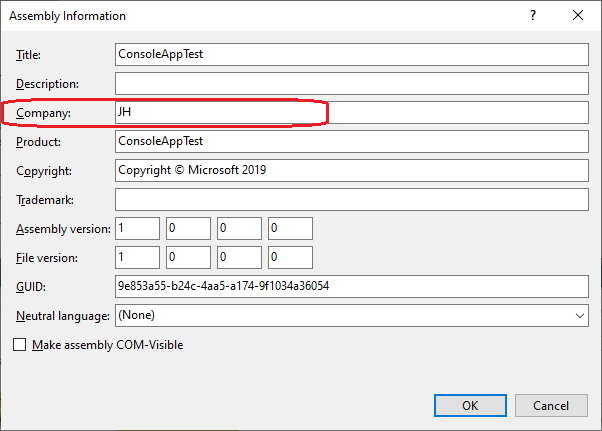 Assembly Information ? ✕
Title: ConsoleAppTest
Description:
Company: JH
Product: ConsoleAppTest
Copyright: Copyright © Microsoft 2019
Trademark:
Assembly version: 1 0 0 0
File version: 1 0 0 0
GUID: 9e853a55-b24c-4aa5-a174-9f1034a36054
Neutral language: (None)
Make assembly COM-Visible
OK Cancel